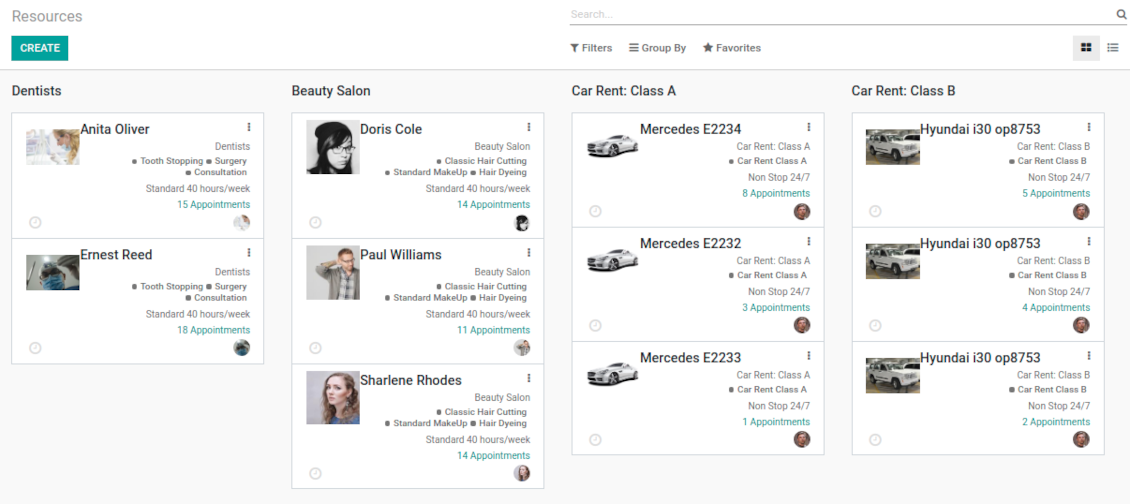 Resources
Search...
CREATE
Filters Group By Favorites
Dentists
Anita Oliver
Dentists
Tooth Stopping Surgery
Consultation
Standard 40 hours/week
15 Appointments
Ernest Reed
Dentists
Tooth Stopping Surgery
Consultation
Standard 40 hours/week
18 Appointments
Beauty Salon
Doris Cole
Beauty Salon
Classic Hair Cutting
Standard MakeUp Hair Dyeing
Standard 40 hours/week
14 Appointments
Paul Williams
Beauty Salon
Classic Hair Cutting
Standard MakeUp Hair Dyeing
Standard 40 hours/week
11 Appointments
Sharlene Rhodes
Beauty Salon
Classic Hair Cutting
Standard MakeUp Hair Dyeing
Standard 40 hours/week
14 Appointments
Car Rent: Class A
Mercedes E2234
Car Rent: Class A
Car Rent Class A
Non Stop 24/7
8 Appointments
Mercedes E2232
Car Rent: Class A
Car Rent Class A
Non Stop 24/7
3 Appointments
Mercedes E2233
Car Rent: Class A
Car Rent Class A
Non Stop 24/7
1 Appointments
Car Rent: Class B
Hyundai i30 op8753
Car Rent: Class B
Car Rent Class B
Non Stop 24/7
5 Appointments
Hyundai i30 op8753
Car Rent: Class B
Car Rent Class B
Non Stop 24/7
4 Appointments
Hyundai i30 op8753
Car Rent: Class B
Car Rent Class B
Non Stop 24/7
2 Appointments